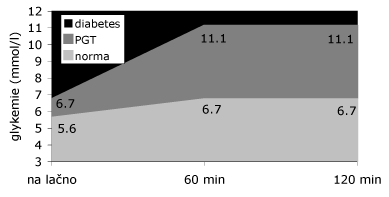 glykemie (mmol/l)
12
11
10
9
8
7
6
5
4
3
diabetes
PGT
norma
11.1
11.1
6.7
5.6
6.7
6.7
na lačno
60 min
120 min